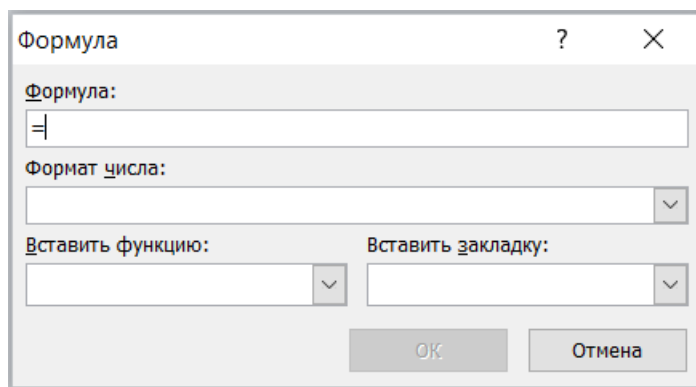 Формула ?
Формула:
=
Формат числа:
Вставить функцию: Вставить закладку:
ОК Отмена